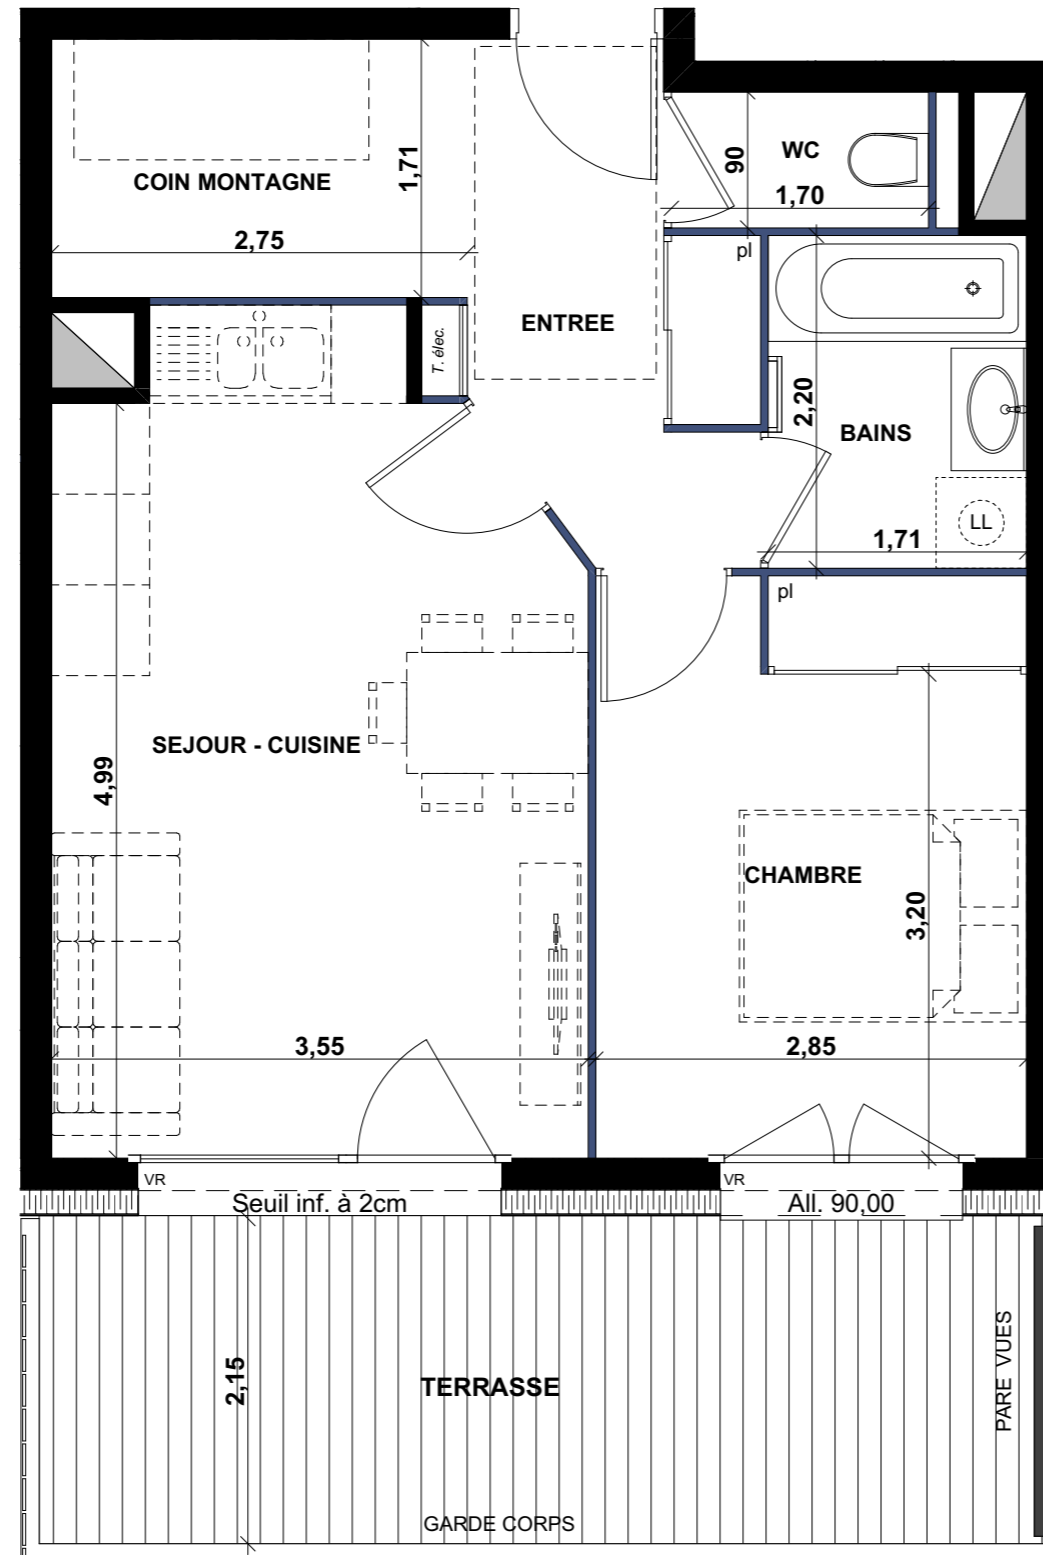 WC
90
1,70
COIN MONTAGNE
1,71
2,75
pl
ENTREE
T. élec.
2,20
BAINS
LL
1,71
pl
SEJOUR - CUISINE
4,99
CHAMBRE
3,20
3,55
2,85
VR
VR
Seuil inf. à 2cm
All. 90,00
2,15
TERRASSE
PARE VUES
GARDE CORPS